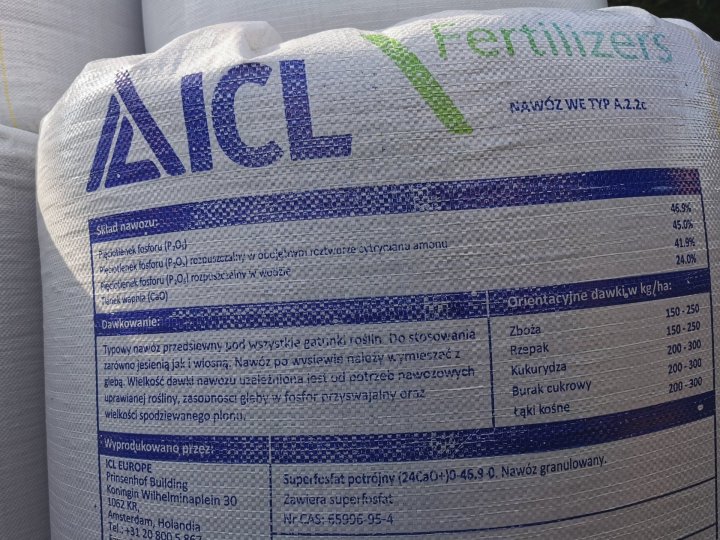 ICL Fertilizers
NAWÓZ WE TYP A.2.2c
Skład nawozu:
Pięciotlenek fosforu (P₂O₅) 46.9%
Pięciotlenek fosforu (P₂O₅) rozpuszczalny w obojętnym roztworze cytrynianu amonu 45.0%
Pięciotlenek fosforu (P₂O₅) rozpuszczalny w wodzie 41.9%
Tlenek wapnia (CaO) 24.0%
Dawkowanie:
Typowy nawóz przedsiewny pod wszystkie gatunki roślin. Do stosowania
zarówno jesienią jak i wiosną. Nawóz po wysiewie należy wymieszać z
glebą. Wielkość dawki nawozu uzależniona jest od potrzeb nawozowych
uprawianej rośliny, zasobności gleby w fosfor przyswajalny oraz
wielkości spodziewanego plonu.
Orientacyjne dawki w kg/ha:
Zboża 150 - 250
Rzepak 150 - 250
Kukurydza 200 - 300
Burak cukrowy 200 - 300
Łąki kośne 200 - 300
Wyprodukowano przez:
ICL EUROPE
Prinsenhof Building
Koningin Wilhelminaplein 30
1062 KR,
Amsterdam, Holandia
Tel.: +31 20 800 5 862
Superfosfat potrójny (24CaO+)0-46.9-0. Nawóz granulowany.
Zawiera superfosfat
Nr CAS: 65996-95-4